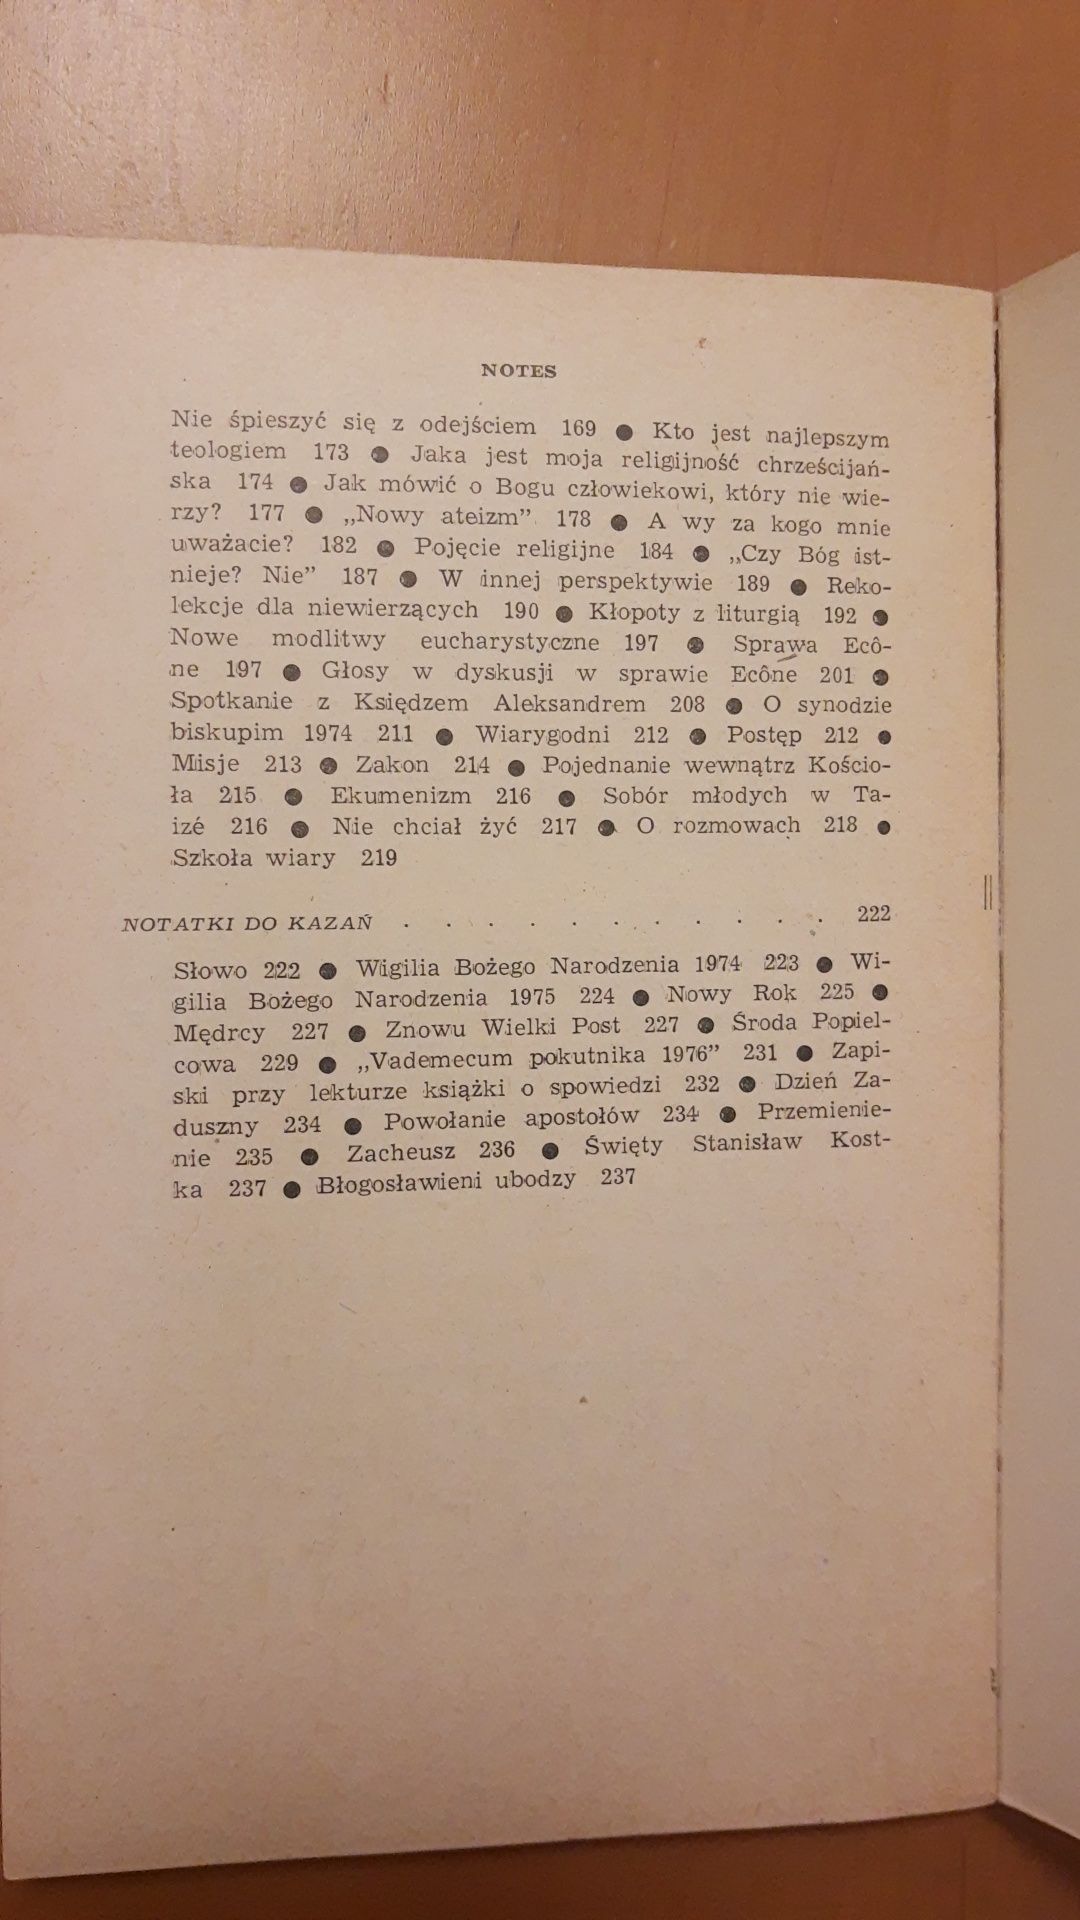 NOTES
Nie śpieszyć się z odejściem 169 ● Kto jest najlepszym
teologiem 173 ● Jaka jest moja religijność chrześcijań-
ska 174 ● Jak mówić o Bogu człowiekowi, który nie wie-
rzy? 177 ● „Nowy ateizm” 178 ● A wy za kogo mnie
uważacie? 182 ● Pojęcie religijne 184 ● „Czy Bóg ist-
nieje? Nie” 187 ● W innej perspektywie 189 ● Reko-
lekcje dla niewierzących 190 ● Kłopoty z liturgią 192 ●
Nowe modlitwy eucharystyczne 197 ● Sprawa Ecô-
ne 197 ● Głosy w dyskusji w sprawie Ecône 201 ●
Spotkanie z Księdzem Aleksandrem 208 ● O synodzie
biskupim 1974 211 ● Wiarygodni 212 ● Postęp 212 ●
Misje 213 ● Zakon 214 ● Pojednanie wewnątrz Kościo-
ła 215 ● Ekumenizm 216 ● Sobór młodych w Ta-
izé 216 ● Nie chciał żyć 217 ● O rozmowach 218 ●
Szkoła wiary 219
NOTATKI DO KAZAŃ . . . . . . . . . . . 222
Słowo 222 ● Wigilia Bożego Narodzenia 1974 223 ● Wi-
gilia Bożego Narodzenia 1975 224 ● Nowy Rok 225 ●
Mędrcy 227 ● Znowu Wielki Post 227 ● Środa Popiel-
cowa 229 ● „Vademecum pokutnika 1976” 231 ● Zapi-
ski przy lekturze książki o spowiedzi 232 ● Dzień Za-
duszny 234 ● Powołanie apostołów 234 ● Przemienie-
nie 235 ● Zacheusz 236 ● Święty Stanisław Kost-
ka 237 ● Błogosławieni ubodzy 237